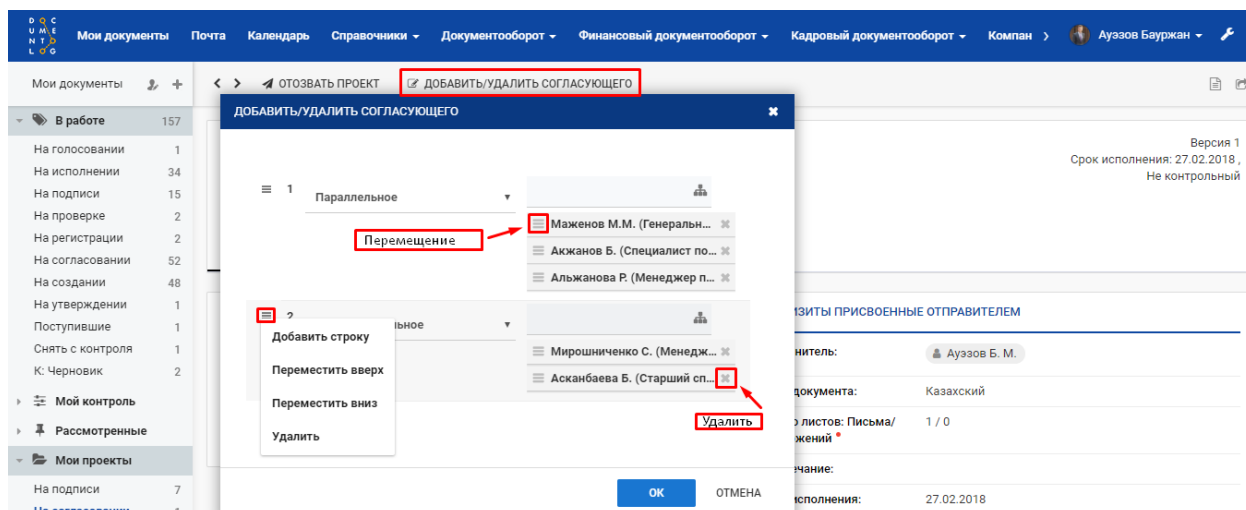 DOC
UME
NTO
LOG
Мои документы Почта Календарь Справочники Документооборот Финансовый документооборот Кадровый документооборот Компан Ауэзов Бауржан
Мои документы
ОТОЗВАТЬ ПРОЕКТ ДОБАВИТЬ/УДАЛИТЬ СОГЛАСУЮЩЕГО
В работе 157
На голосовании 1
На исполнении 34
На подписи 15
На проверке 2
На регистрации 2
На согласовании 52
На создании 48
На утверждении 1
Поступившие 1
Снять с контроля 1
К: Черновик 2
Мой контроль
Рассмотренные
Мои проекты
На подписи 7
ДОБАВИТЬ/УДАЛИТЬ СОГЛАСУЮЩЕГО
1 Параллельное
Маженов М.М. (Генеральн...
Перемещение
Акжанов Б. (Специалист по...
Альжанова Р. (Менеджер п...
2 льное
Добавить строку
Переместить вверх
Переместить вниз
Удалить
Мирошниченко С. (Менедж...
Асканбаева Б. (Старший сп...
Удалить
ОК ОТМЕНА
Версия 1
Срок исполнения: 27.02.2018 ,
Не контрольный
ИЗИТЫ ПРИСВОЕННЫЕ ОТПРАВИТЕЛЕМ
нитель: Ауэзов Б. М.
документа: Казахский
о листов: Письма/ 1 / 0
жений
ечание:
исполнения: 27.02.2018